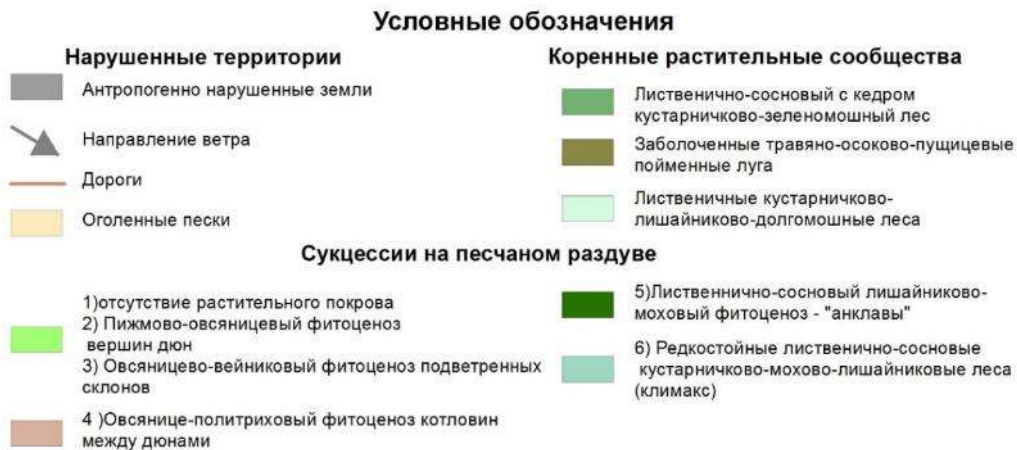 Условные обозначения
Нарушенные территории
Антропогенно нарушенные земли
Направление ветра
Дороги
Оголенные пески
Коренные растительные сообщества
Лиственично-сосновый с кедром
кустарничково-зеленомошный лес
Заболоченные травяно-осоково-пущицевые
пойменные луга
Лиственичные кустарничково-
лишайниково-долгомошные леса
Сукцессии на песчаном раздуве
1)отсутствие растительного покрова
2) Пижмово-овсяницевый фитоценоз
вершин дюн
3) Овсяницево-вейниковый фитоценоз подветренных
склонов
4 )Овсянице-политриховый фитоценоз котловин
между дюнами
5)Лиственнично-сосновый лишайниково-
моховый фитоценоз - "анклавы"
6) Редкостойные лиственично-сосновые
кустарничково-мохово-лишайниковые леса
(климакс)